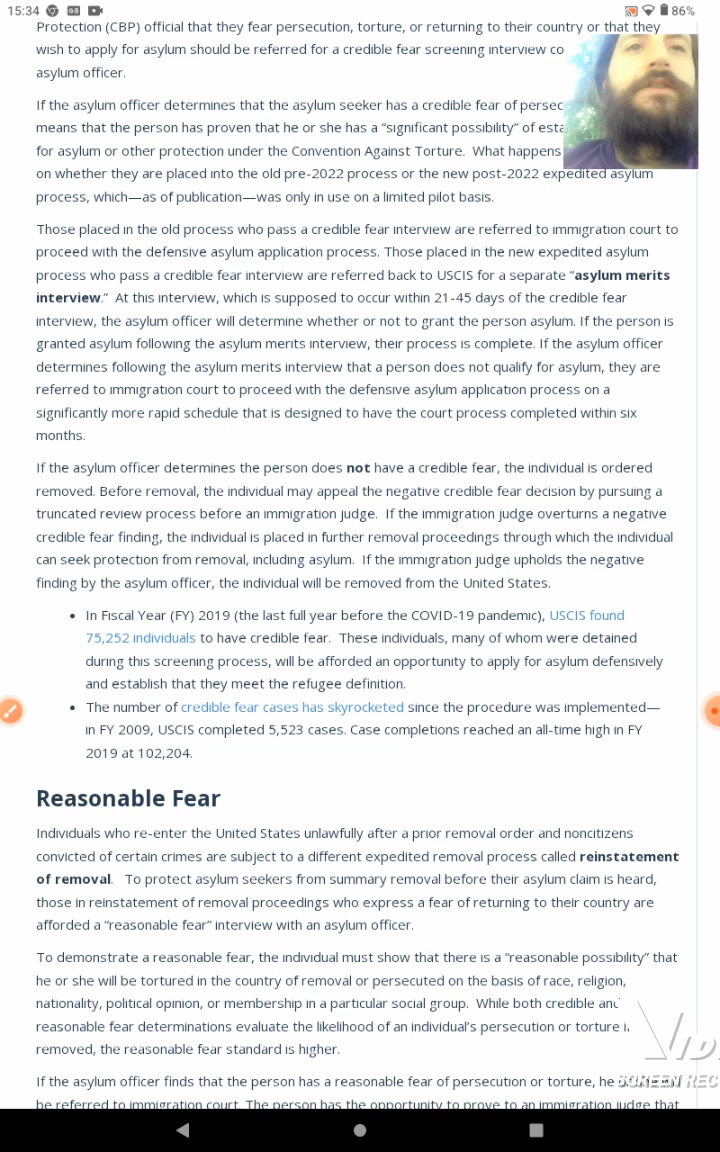 15:34
86%
Protection (CBP) official that they fear persecution, torture, or returning to their country or that they
wish to apply for asylum should be referred for a credible fear screening interview
asylum officer.
If the asylum officer determines that the asylum seeker has a credible fear of
means that the person has proven that he or she has a “significant possibility” of
for asylum or other protection under the Convention Against Torture. What happens
on whether they are placed into the old pre-2022 process or the new post-2022 expedited asylum
process, which—as of publication—was only in use on a limited pilot basis.
Those placed in the old process who pass a credible fear interview are referred to immigration court to
proceed with the defensive asylum application process. Those placed in the new expedited asylum
process who pass a credible fear interview are referred back to USCIS for a separate “asylum merits
interview.” At this interview, which is supposed to occur within 21-45 days of the credible fear
interview, the asylum officer will determine whether or not to grant the person asylum. If the person is
granted asylum following the asylum merits interview, their process is complete. If the asylum officer
determines following the asylum merits interview that a person does not qualify for asylum, they are
referred to immigration court to proceed with the defensive asylum application process on a
significantly more rapid schedule that is designed to have the court process completed within six
months.
If the asylum officer determines the person does not have a credible fear, the individual is ordered
removed. Before removal, the individual may appeal the negative credible fear decision by pursuing a
truncated review process before an immigration judge. If the immigration judge overturns a negative
credible fear finding, the individual is placed in further removal proceedings through which the individual
can seek protection from removal, including asylum. If the immigration judge upholds the negative
finding by the asylum officer, the individual will be removed from the United States.
• In Fiscal Year (FY) 2019 (the last full year before the COVID-19 pandemic), USCIS found
75,252 individuals to have credible fear. These individuals, many of whom were detained
during this screening process, will be afforded an opportunity to apply for asylum defensively
and establish that they meet the refugee definition.
• The number of credible fear cases has skyrocketed since the procedure was implemented—
in FY 2009, USCIS completed 5,523 cases. Case completions reached an all-time high in FY
2019 at 102,204.
Reasonable Fear
Individuals who re-enter the United States unlawfully after a prior removal order and noncitizens
convicted of certain crimes are subject to a different expedited removal process called reinstatement
of removal. To protect asylum seekers from summary removal before their asylum claim is heard,
those in reinstatement of removal proceedings who express a fear of returning to their country are
afforded a “reasonable fear” interview with an asylum officer.
To demonstrate a reasonable fear, the individual must show that there is a “reasonable possibility” that
he or she will be tortured in the country of removal or persecuted on the basis of race, religion,
nationality, political opinion, or membership in a particular social group. While both credible and
reasonable fear determinations evaluate the likelihood of an individual’s persecution or torture
removed, the reasonable fear standard is higher.
If the asylum officer finds that the person has a reasonable fear of persecution or torture, he
be referred to immigration court. The person has the opportunity to prove to an immigration judge that
SCREEN REC